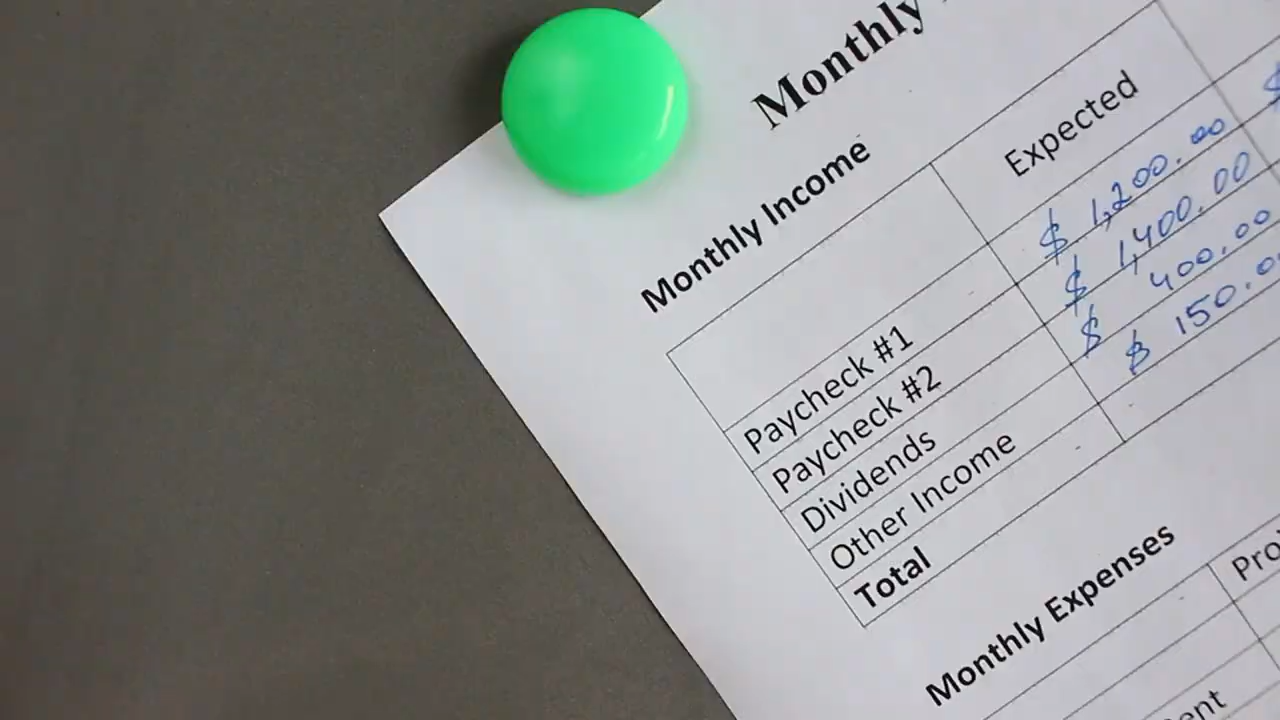 Monthly
Monthly Income
Expected
Paycheck #1 $ 1,200.00
Paycheck #2 $ 1,400.00
Dividends $ 400.00
Other Income $ 150.0
Total
Monthly Expenses